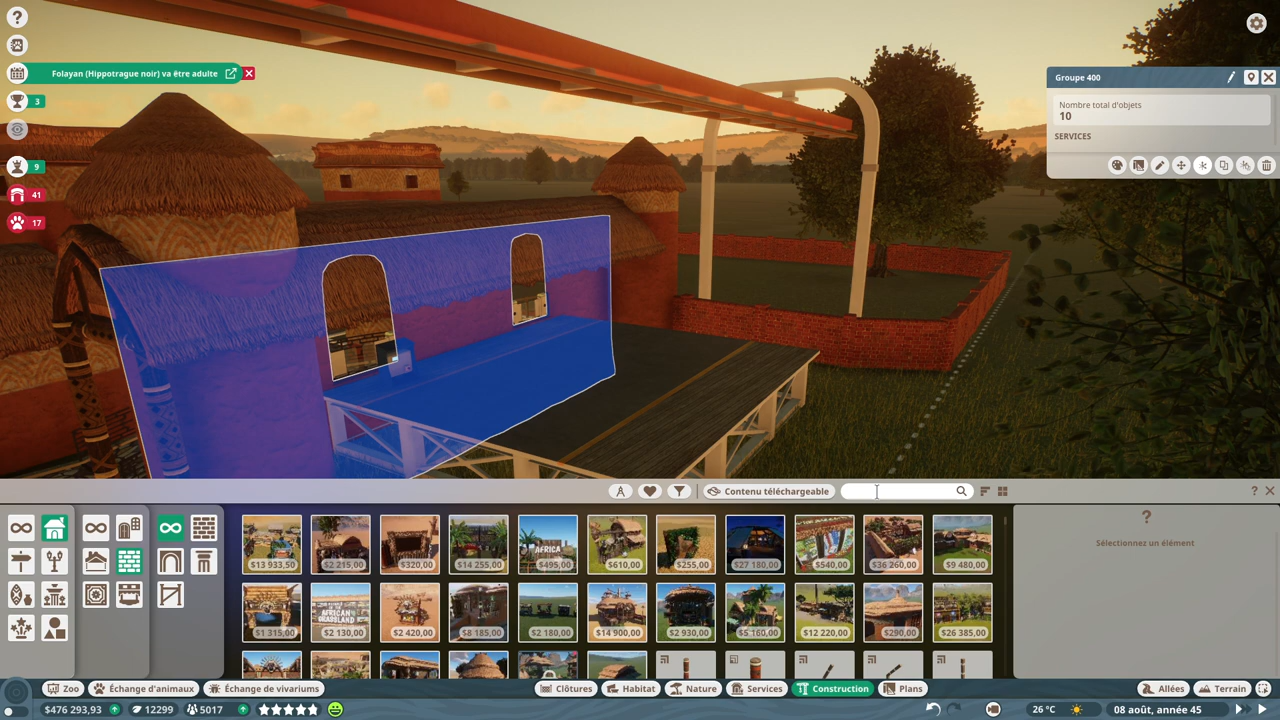 ?
Folayan (Hippotrague noir) va être adulte
3
9
41
17
Groupe 400
Nombre total d'objets
10
SERVICES
Contenu téléchargeable
?
$13 933,50
$2 215,00
$320,00
$14 255,00
AFRICA
$495,00
$610,00
$255,00
$27 180,00
$540,00
$36 260,00
$9 480,00
$1 315,00
AFRICAN
GRASSLAND
$2 130,00
$2 420,00
$8 185,00
$2 180,00
$14 900,00
$2 930,00
$5 160,00
$12 220,00
$290,00
$26 385,00
?
Sélectionnez un élément
Zoo
Échange d'animaux
Échange de vivariums
Clôtures
Habitat
Nature
Services
Construction
Plans
Allées
Terrain
$476 293,93
12299
5017
26 °C
08 août, année 45